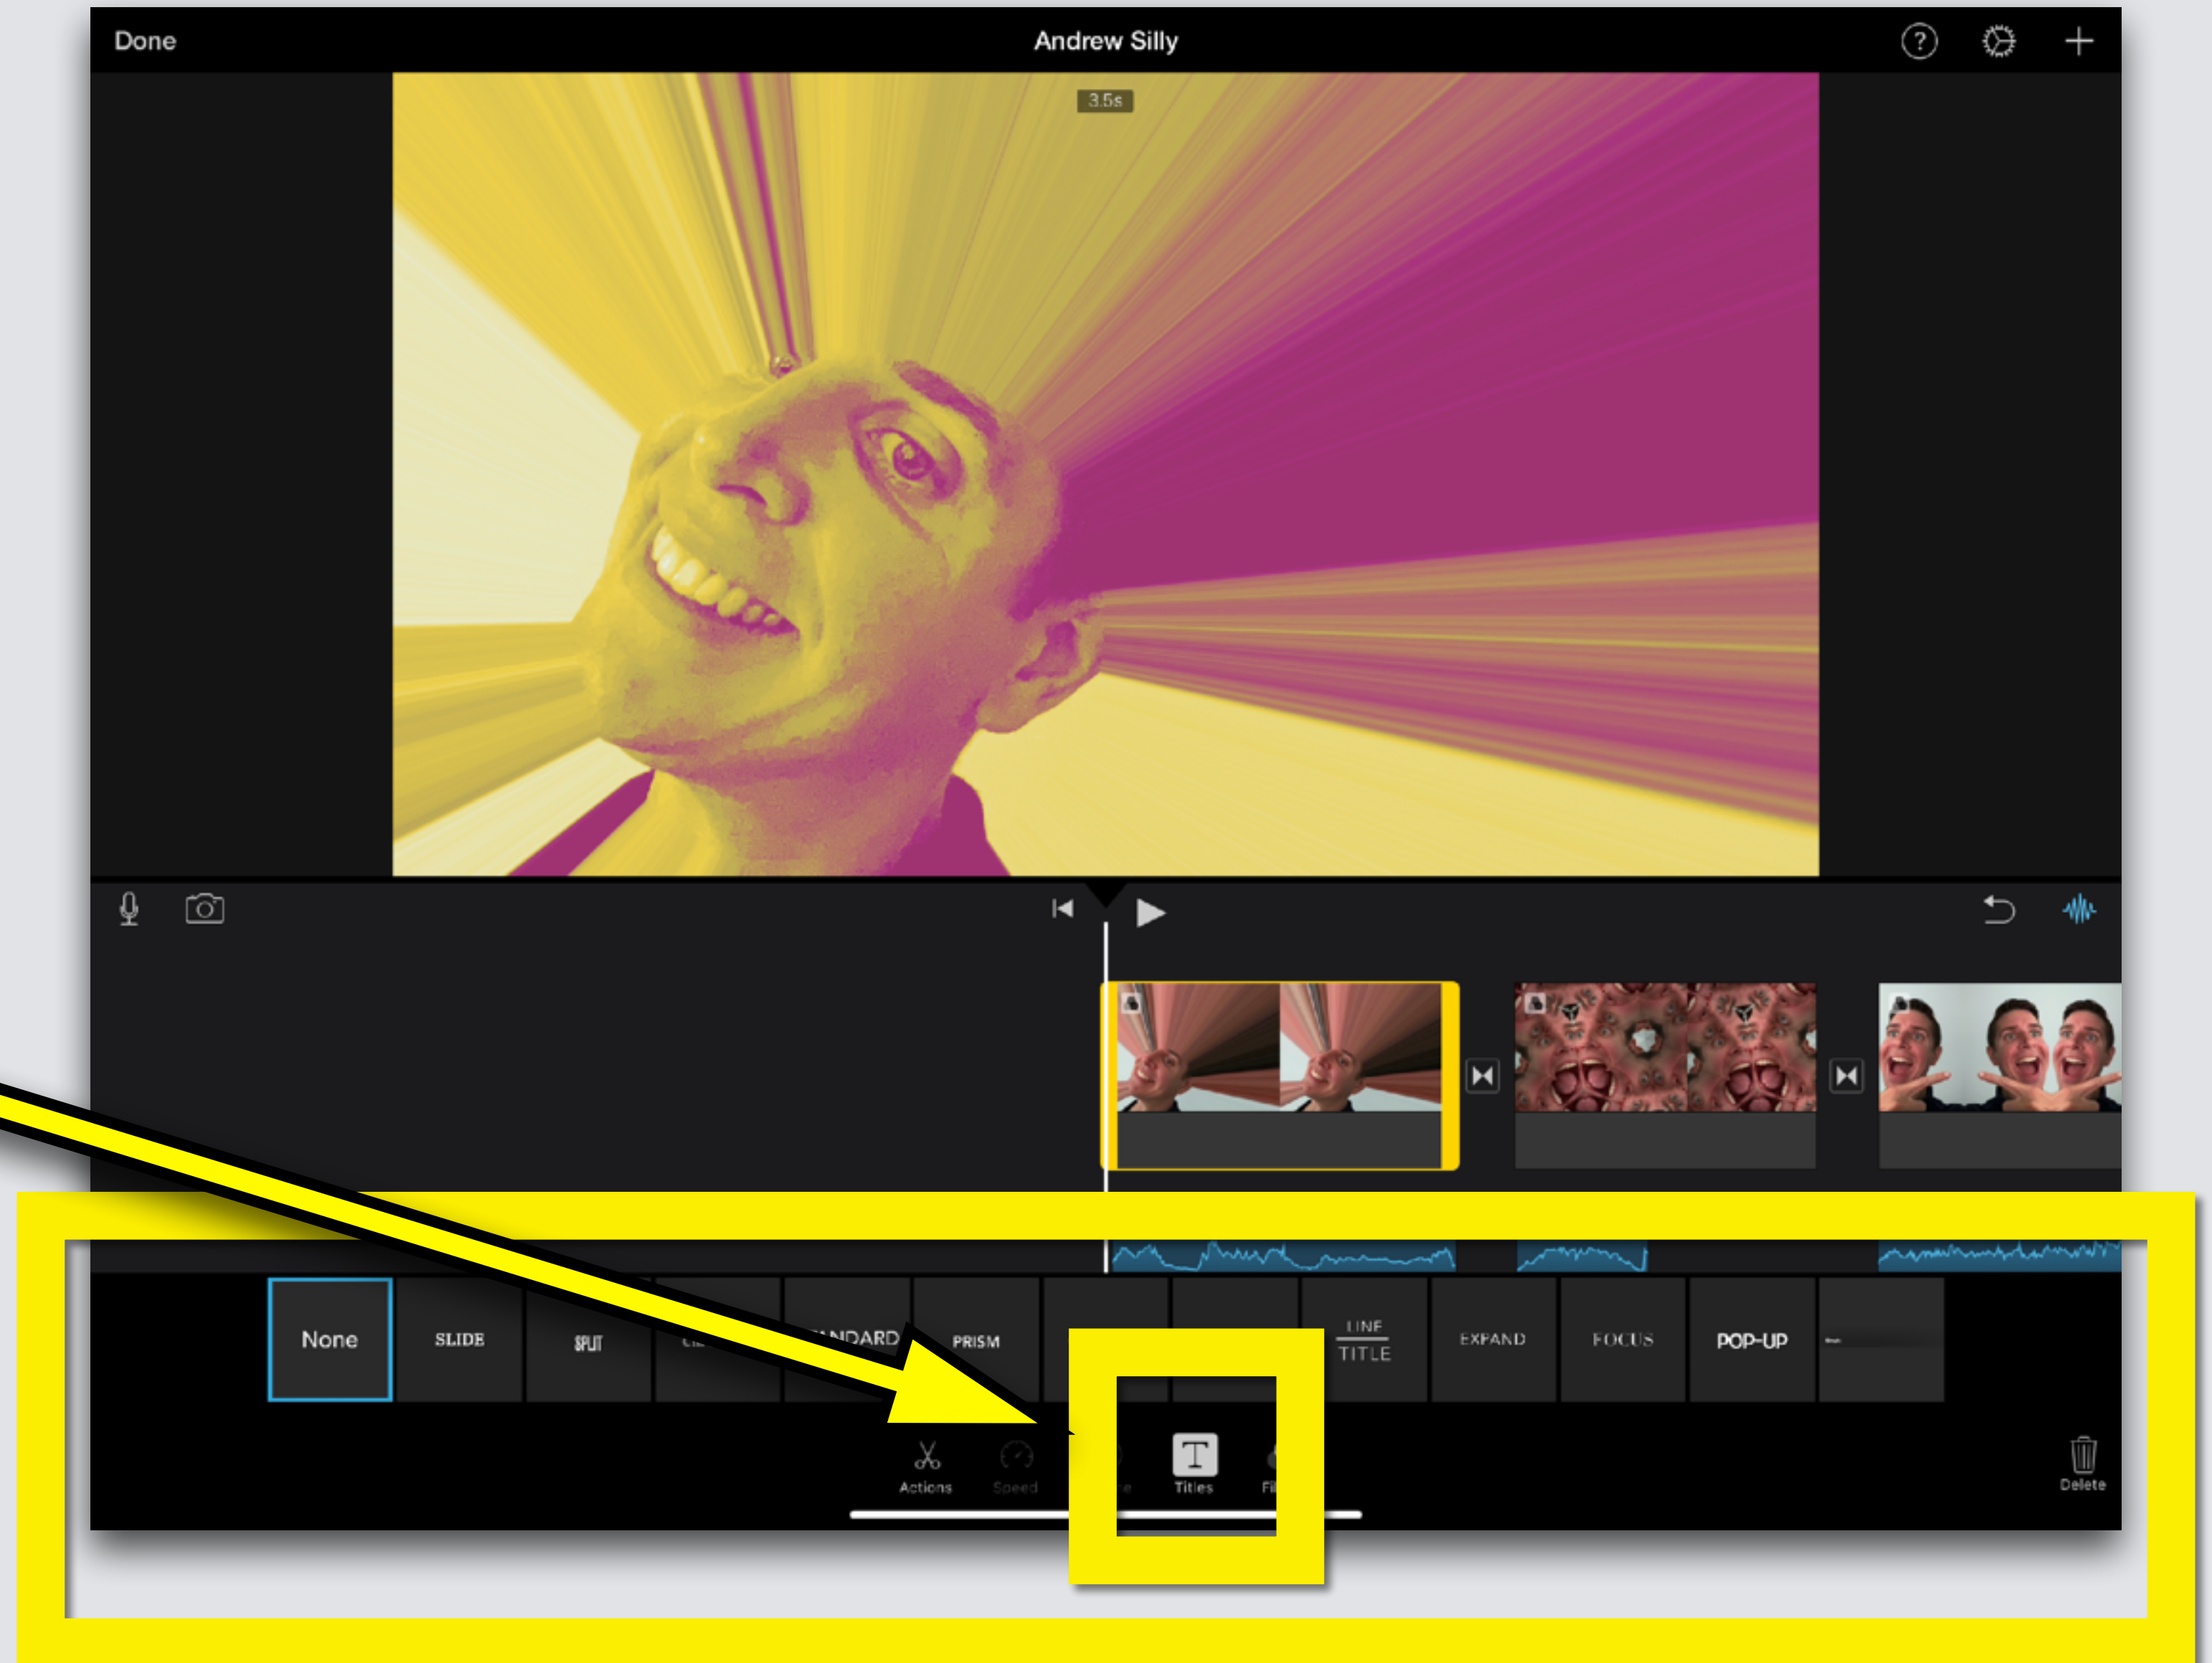 Done
Andrew Silly
3.5s
None
SLIDE
SPLIT
PRISM
LINE
TITLE
EXPAND
FOCUS
POP-UP
Actions
Speed
Titles
Delete